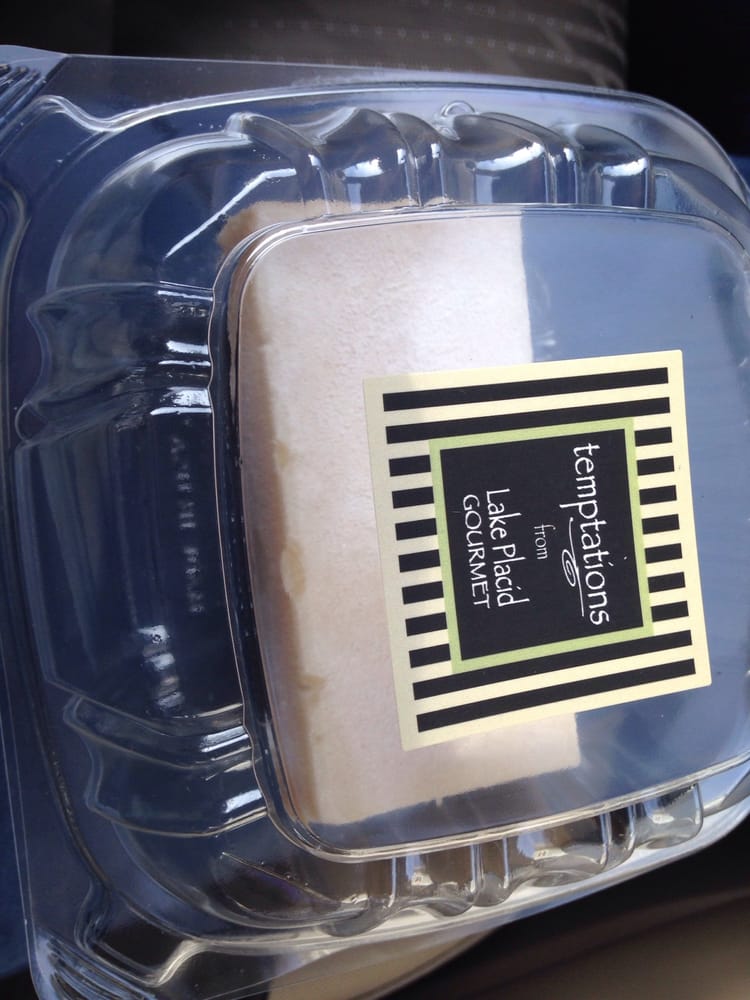 temptations
from
Lake Placid
GOURMET